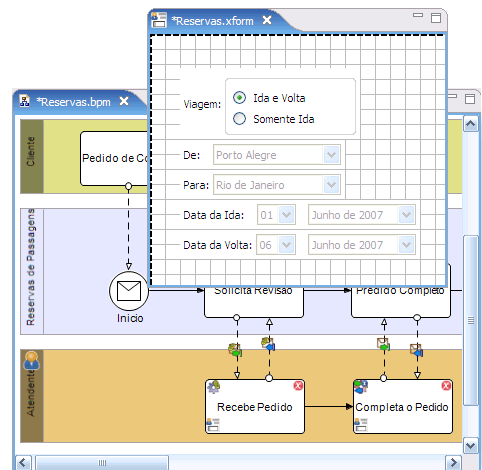 *Reservas.xform
Viagem:
Ida e Volta
Somente Ida
De: Porto Alegre
Para: Rio de Janeiro
Data da Ida: 01 Junho de 2007
Data da Volta: 06 Junho de 2007
*Reservas.bpm
Cliente
Pedido de Co
Reservas de Passagens
Inicio
Solicita Revisão
Predido Completo
Atendente
Recebe Pedido
Completa o Pedido